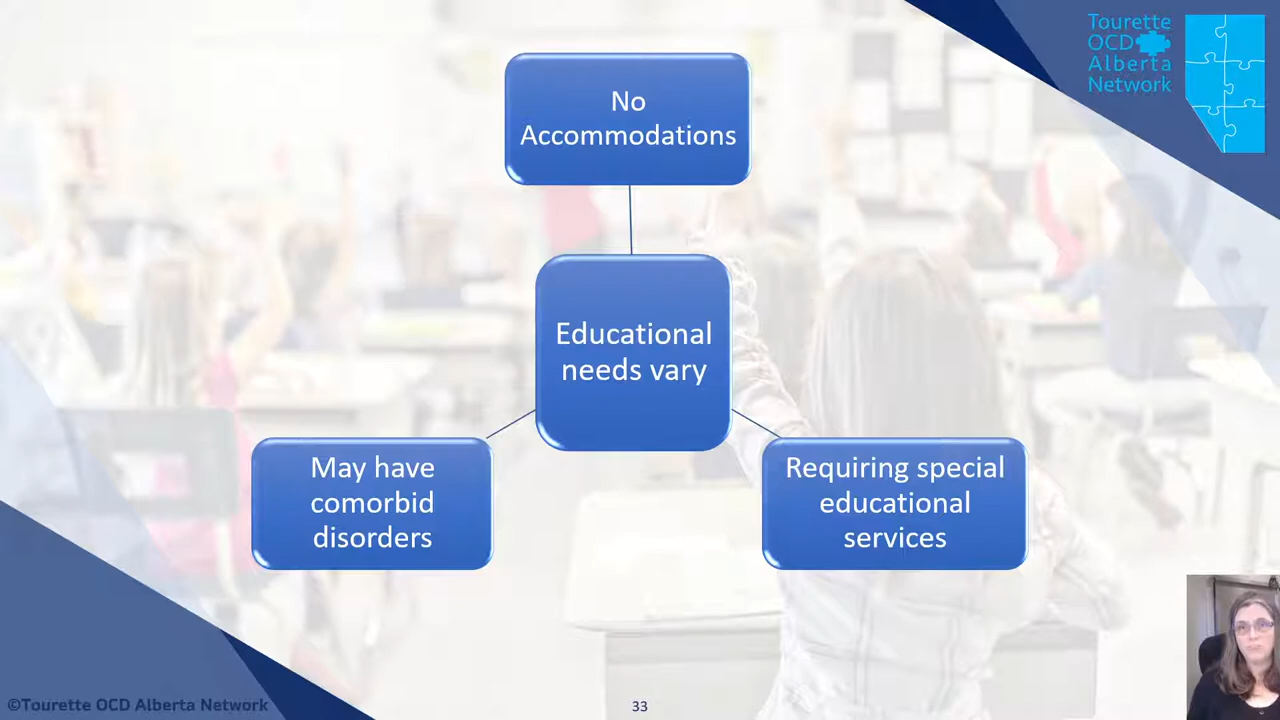 Tourette
OCD
Alberta
Network
No
Accommodations
Educational
needs vary
May have
comorbid
disorders
Requiring special
educational
services
©Tourette OCD Alberta Network
33